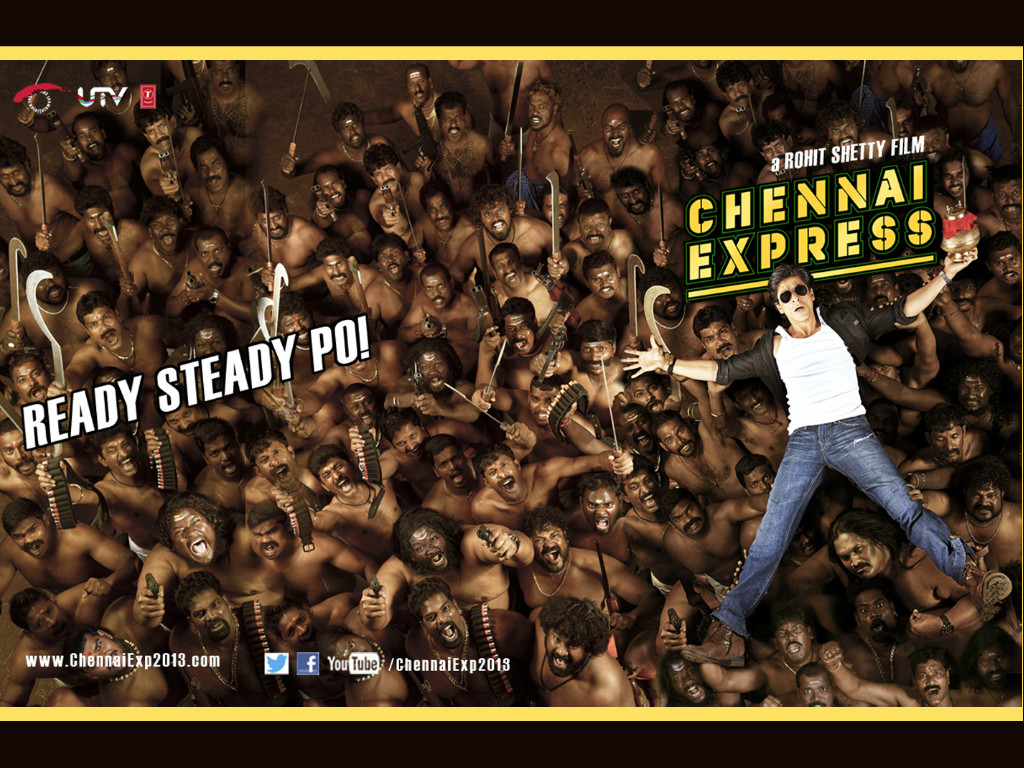 UTV
T
a ROHIT SHETTY FILM
CHENNAI
EXPRESS
READY STEADY PO!
www.ChennaiExp2013.com
f YouTube /ChennaiExp2013